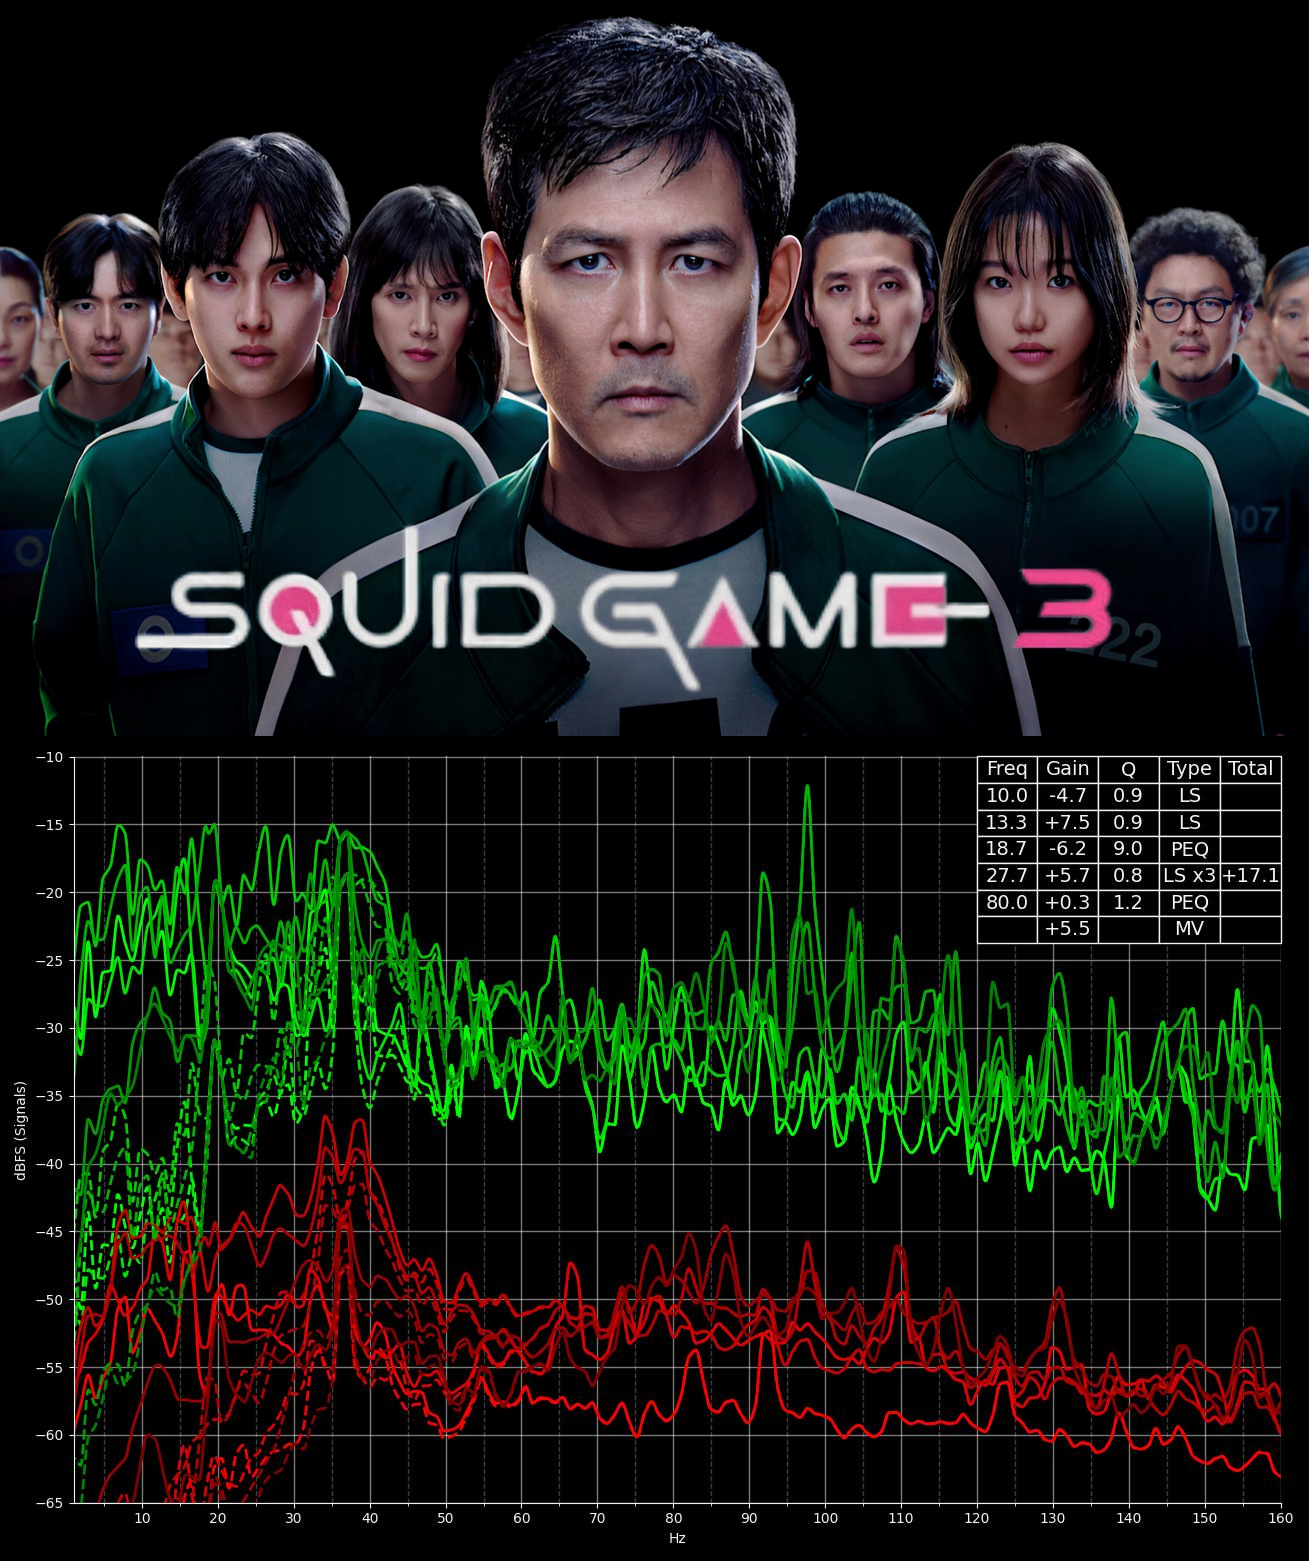 007
SQUID GAME 3
222
Freq Gain Q Type Total
10.0 -4.7 0.9 LS
13.3 +7.5 0.9 LS
18.7 -6.2 9.0 PEQ
27.7 +5.7 0.8 LS x3 +17.1
80.0 +0.3 1.2 PEQ
+5.5 MV
−10
−15
−20
−25
−30
−35
−40
−45
−50
−55
−60
−65
dBFS (Signals)
10 20 30 40 50 60 70 80 90 100 110 120 130 140 150 160
Hz